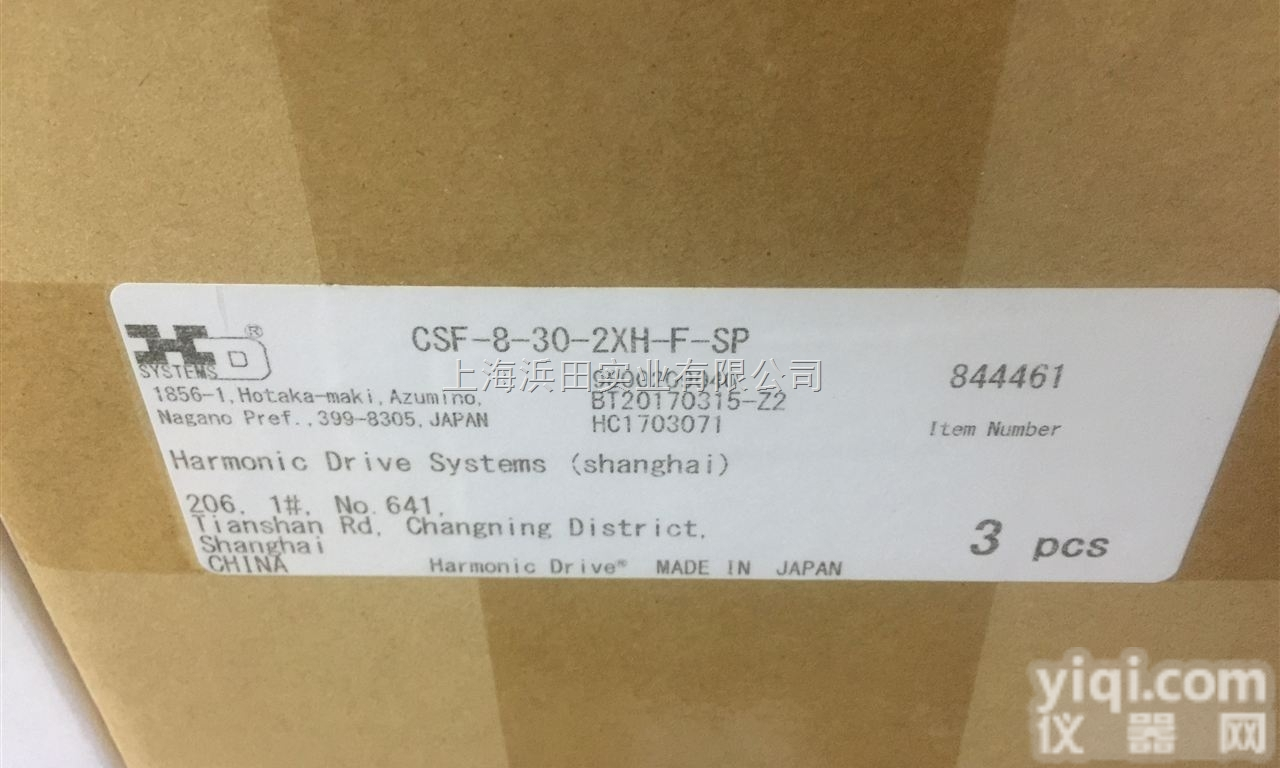 CSF-8-30-2XH-F-SP
HD®
SYSTEMS
上海浜田实业有限公司
844461
1856-1, Hotaka-maki, Azumino,
BT20170315-Z2
Nagano Pref., 399-8305, JAPAN
HC1703071
Item Number
Harmonic Drive Systems (shanghai)
206, 1#, No. 641,
Tianshan Rd, Changning District,
Shanghai
CHINA
3 pcs
Harmonic Drive® MADE IN JAPAN
yiqi.com
仪器网